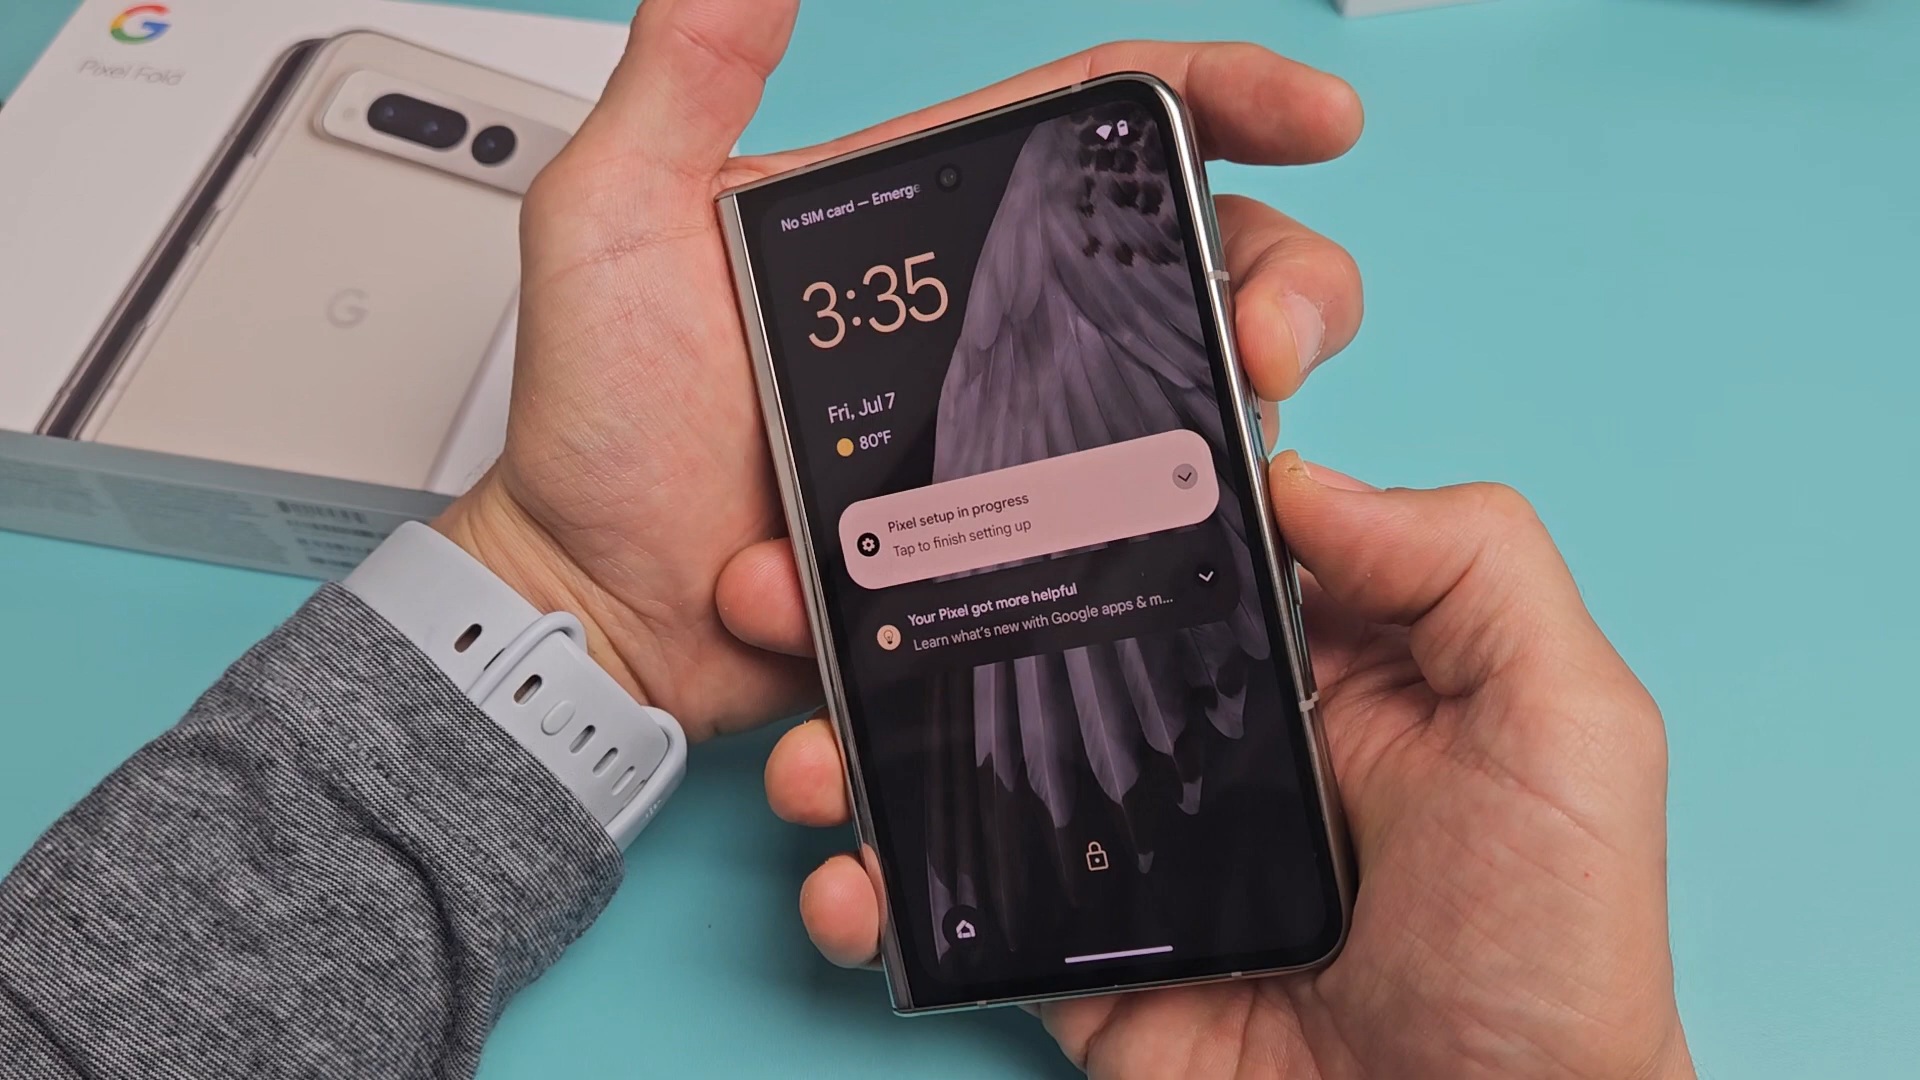 Pixel Fold
No SIM card — Emerge
3:35
Fri, Jul 7
80°F
Pixel setup in progress
Tap to finish setting up
Your Pixel got more helpful
Learn what's new with Google apps & m...